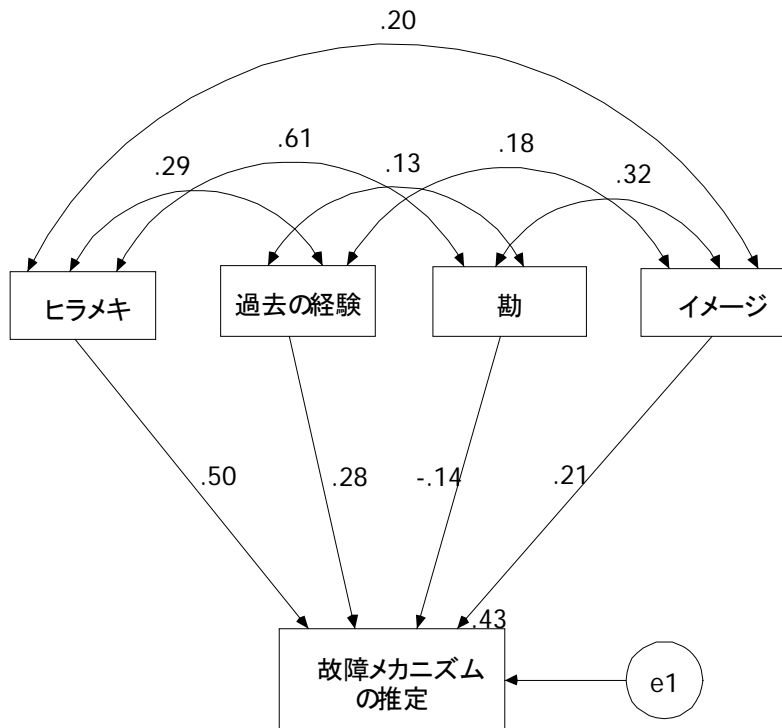 .20
.61
.18
.29
.13
.32
ヒラメキ
過去の経験
勘
イメージ
.50
.28
-.14
.21
.43
故障メカニズム
の推定
e1